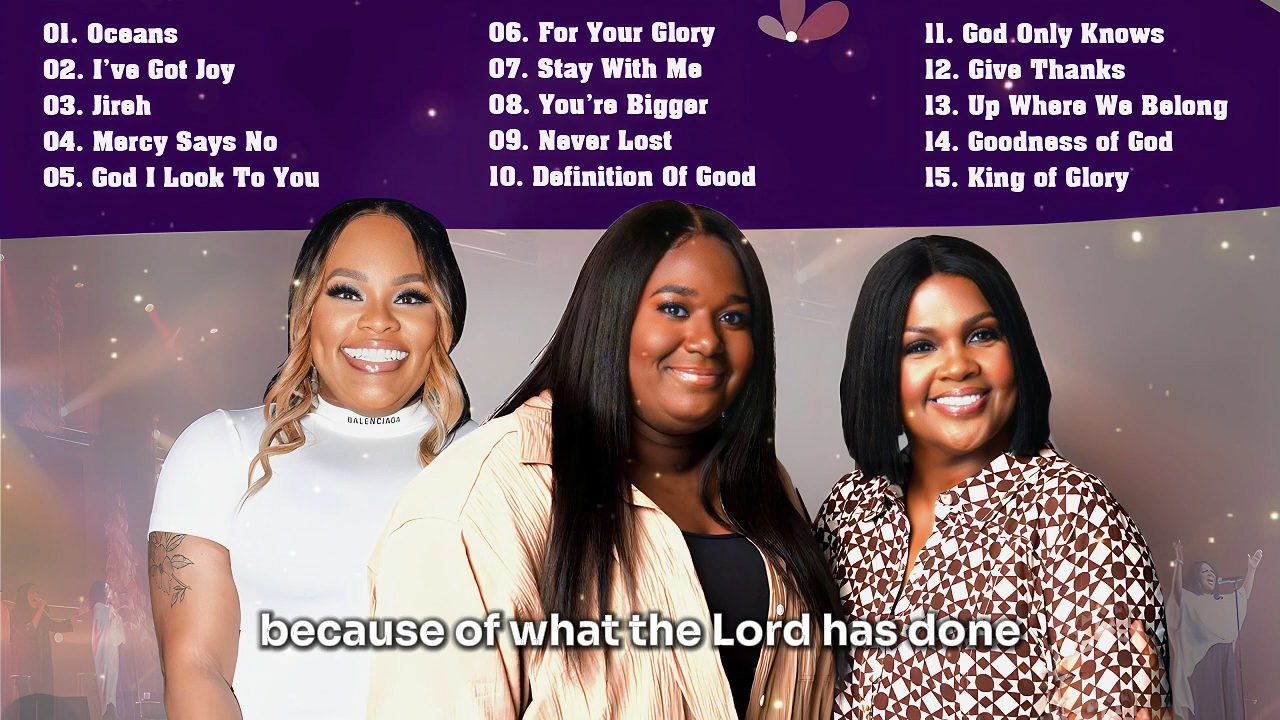 01. Oceans
02. I've Got Joy
03. Jireh
04. Mercy Says No
05. God I Look To You
06. For Your Glory
07. Stay With Me
08. You're Bigger
09. Never Lost
10. Definition Of Good
11. God Only Knows
12. Give Thanks
13. Up Where We Belong
14. Goodness of God
15. King of Glory
BALENCIAGA
because of what the Lord has done